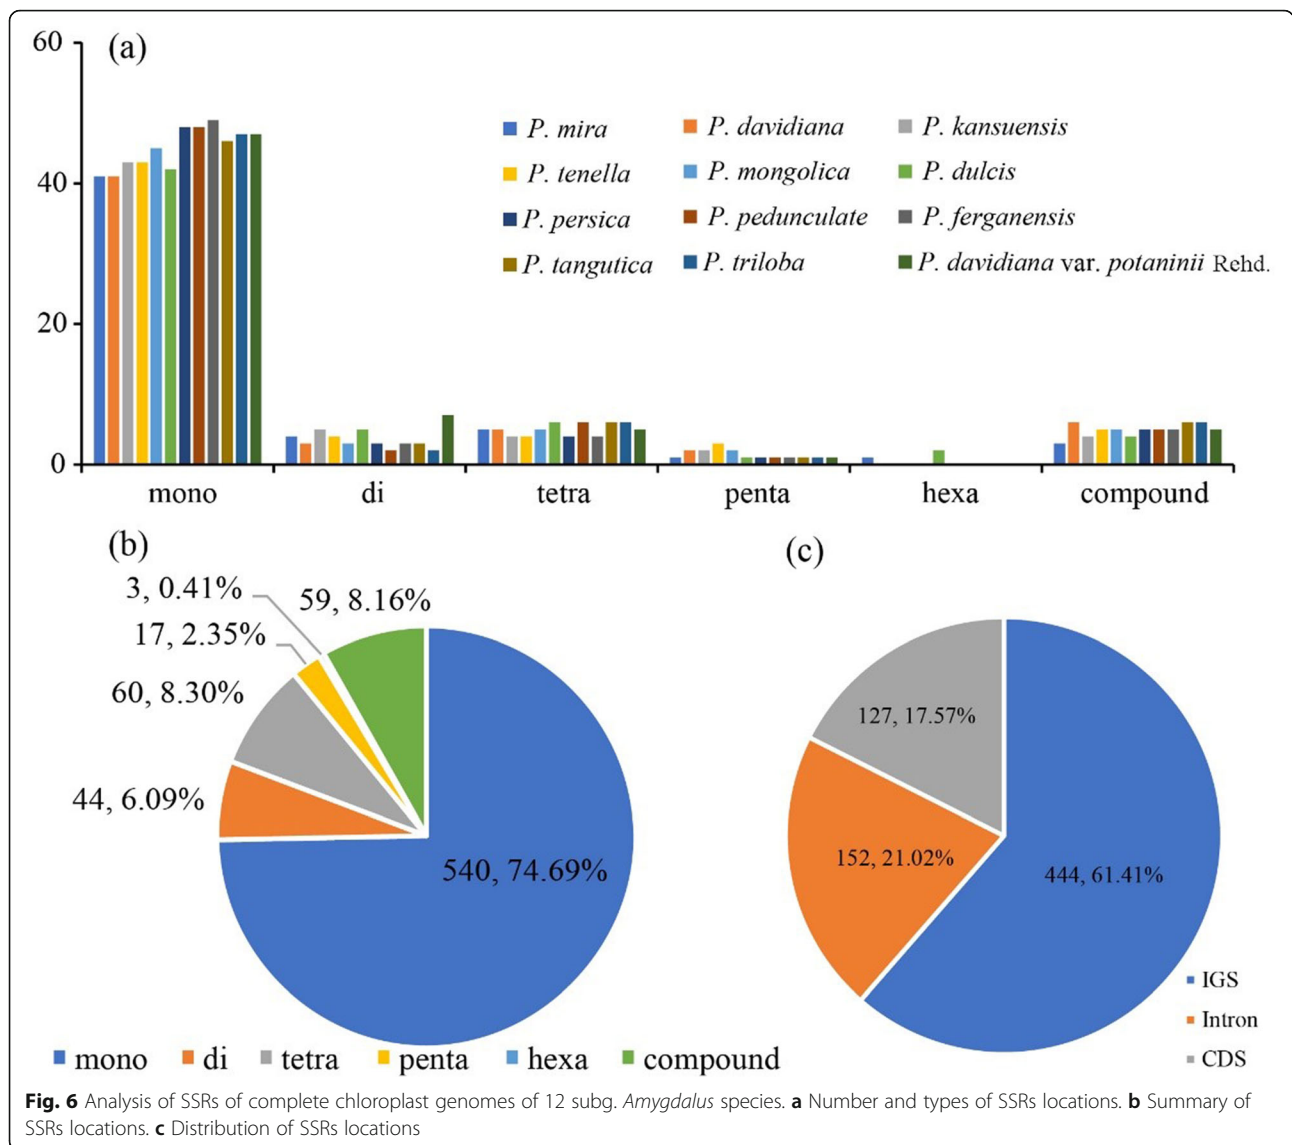 (a)
60
40
20
0
P. mira P. davidiana P. kansuensis
P. tenella P. mongolica P. dulcis
P. persica P. pedunculate P. ferganensis
P. tangutica P. triloba P. davidiana var. potaninii Rehd.
mono di tetra penta hexa compound
(b)
3, 0.41%
59, 8.16%
17, 2.35%
60, 8.30%
44, 6.09%
540, 74.69%
mono di tetra penta hexa compound
(c)
127, 17.57%
152, 21.02%
444, 61.41%
IGS
Intron
CDS
Fig. 6 Analysis of SSRs of complete chloroplast genomes of 12 subg. Amygdalus species. a Number and types of SSRs locations. b Summary of
SSRs locations. c Distribution of SSRs locations